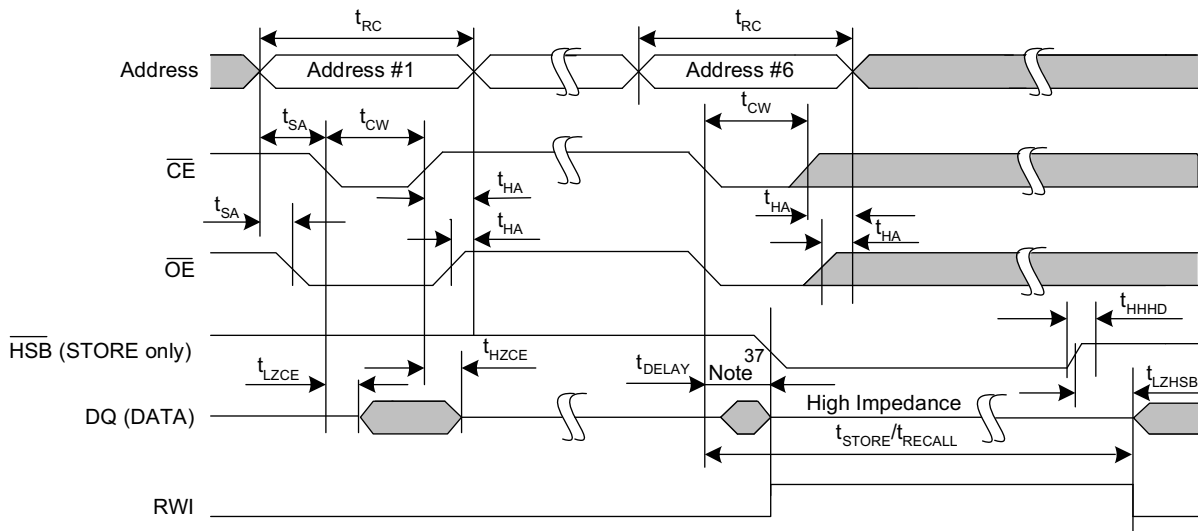 tRC
tRC
Address
Address #1
Address #6
tSA
tCW
tCW
CE
tHA
tSA
tHA
tHA
tHA
OE
tHHHD
HSB (STORE only)
tHZCE
tLZCE
tDELAY
Note 37
tLZHSB
DQ (DATA)
High Impedance
tSTORE/tRECALL
RWI